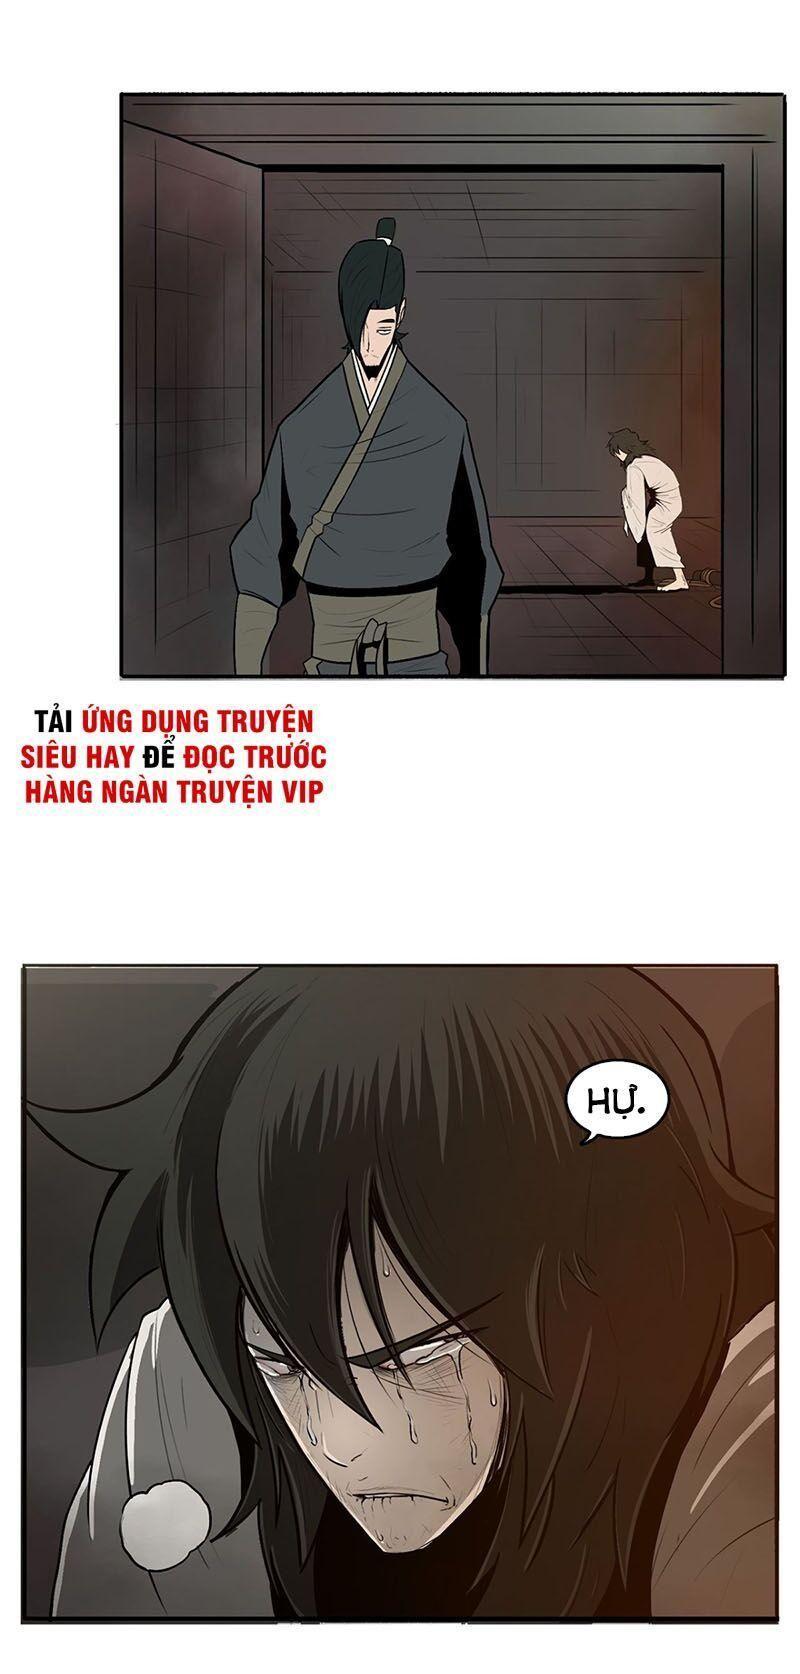 TẢI ỨNG DỤNG TRUYỆN
SIÊU HAY ĐỂ ĐỌC TRƯỚC
HÀNG NGÀN TRUYỆN VIP
HỰ.